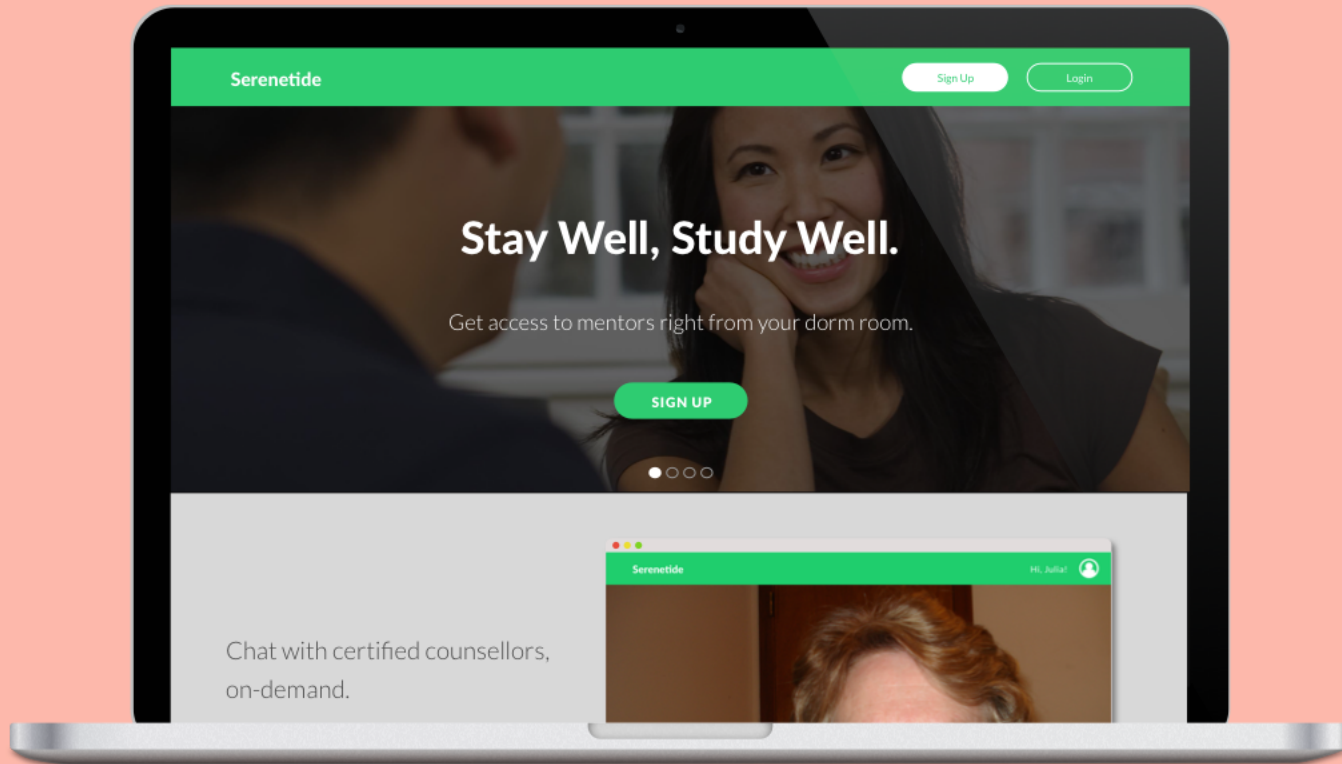 Serenetide
Sign Up
Login
Stay Well, Study Well.
Get access to mentors right from your dorm room.
SIGN UP
Serenetide
Hi, Julia!
Chat with certified counsellors,
on-demand.